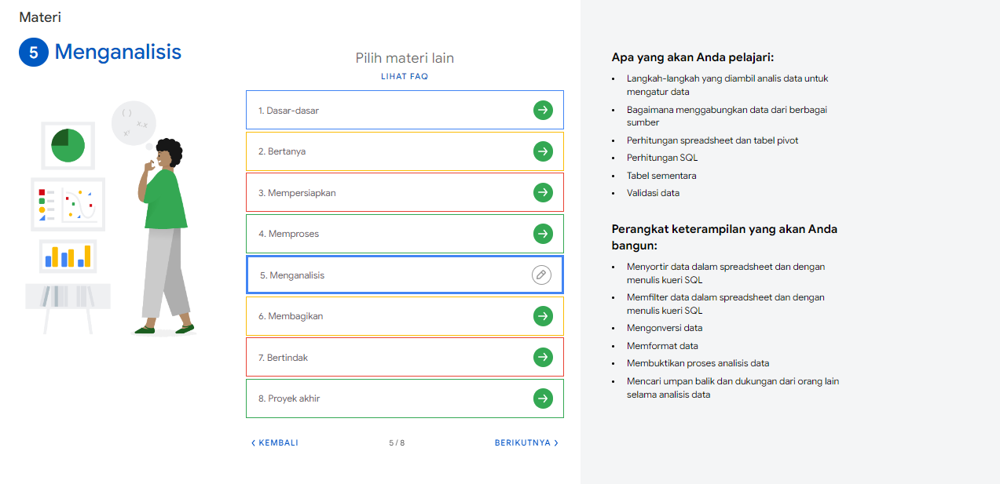 Materi
5 Menganalisis
Pilih materi lain
LIHAT FAQ
1. Dasar-dasar
2. Bertanya
3. Mempersiapkan
4. Memproses
5. Menganalisis
6. Membagikan
7. Bertindak
8. Proyek akhir
KEMBALI
5 / 8
BERIKUTNYA
( )
x.x
x²
Apa yang akan Anda pelajari:
• Langkah-langkah yang diambil analis data untuk
mengatur data
• Bagaimana menggabungkan data dari berbagai
sumber
• Perhitungan spreadsheet dan tabel pivot
• Perhitungan SQL
• Tabel sementara
• Validasi data
Perangkat keterampilan yang akan Anda
bangun:
• Menyortir data dalam spreadsheet dan dengan
menulis kueri SQL
• Memfilter data dalam spreadsheet dan dengan
menulis kueri SQL
• Mengonversi data
• Memformat data
• Membuktikan proses analisis data
• Mencari umpan balik dan dukungan dari orang lain
selama analisis data